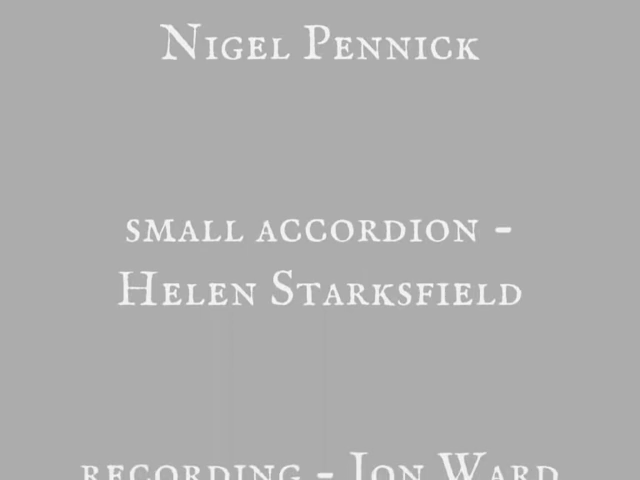 Nigel Pennick
small accordion -
Helen Starksfield
recording - Jon Ward